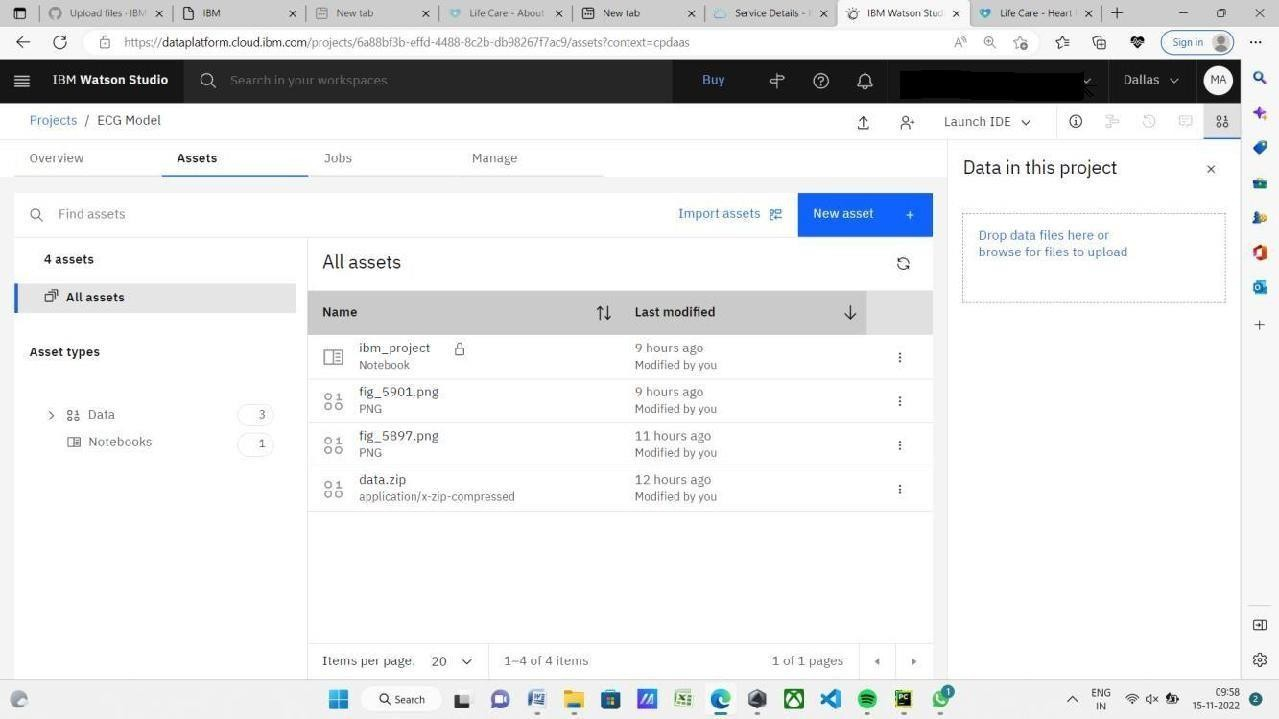 Upload files · IBM
IBM
New tab
Life Care - About
New tab
Service Details - I
IBM Watson Stud
Life Care - Heart
https://dataplatform.cloud.ibm.com/projects/6a88bf3b-effd-4488-8c2b-db98267f7ac9/assets?context=cpdaas
Sign in
IBM Watson Studio
Search in your workspaces
Buy
Dallas
MA
Projects / ECG Model
Launch IDE
Overview
Assets
Jobs
Manage
Data in this project
Find assets
Import assets
New asset +
Drop data files here or
browse for files to upload
4 assets
All assets
All assets
Name
Last modified
Asset types
Data 3
Notebooks 1
ibm_project
Notebook
9 hours ago
Modified by you
fig_5901.png
PNG
9 hours ago
Modified by you
fig_5897.png
PNG
11 hours ago
Modified by you
data.zip
application/x-zip-compressed
12 hours ago
Modified by you
Items per page: 20
1–4 of 4 items
1 of 1 pages
Search
1
ENG
IN
09:58
15-11-2022
2